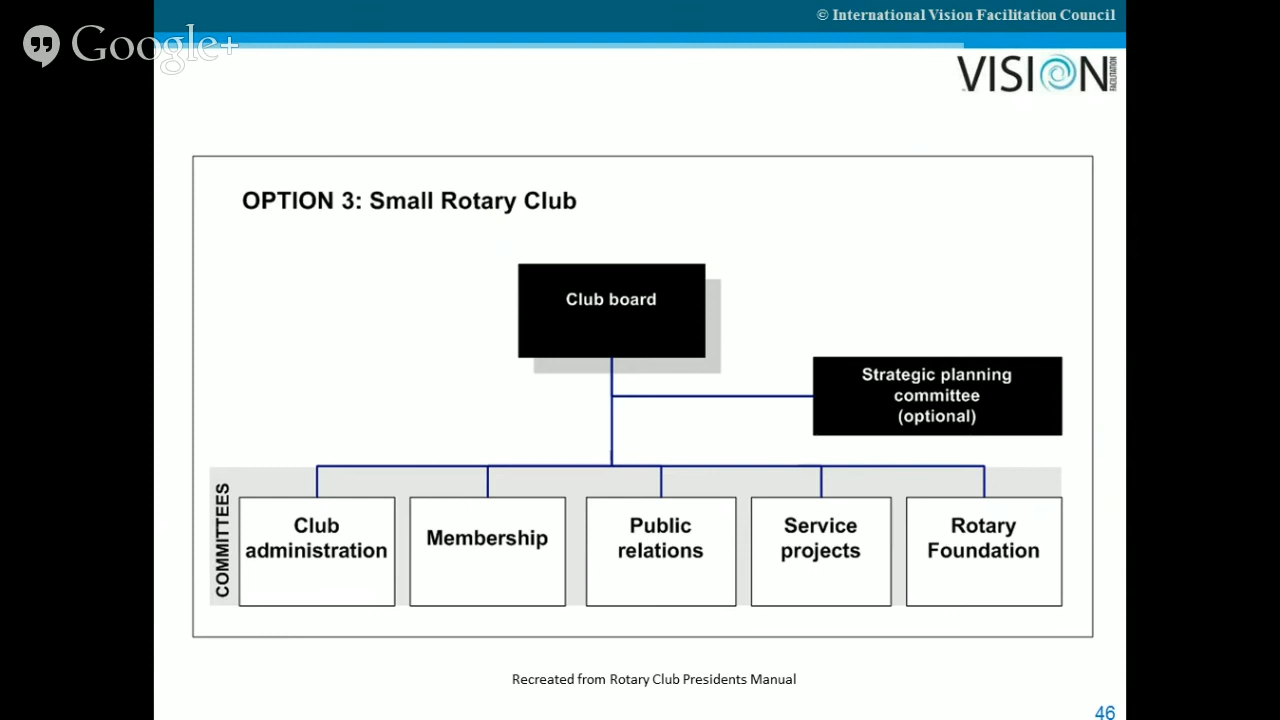 © International Vision Facilitation Council
Google+
VISION
FACILITATION
OPTION 3: Small Rotary Club
Club board
Strategic planning
committee
(optional)
COMMITTEES
Club
administration
Membership
Public
relations
Service
projects
Rotary
Foundation
Recreated from Rotary Club Presidents Manual
46